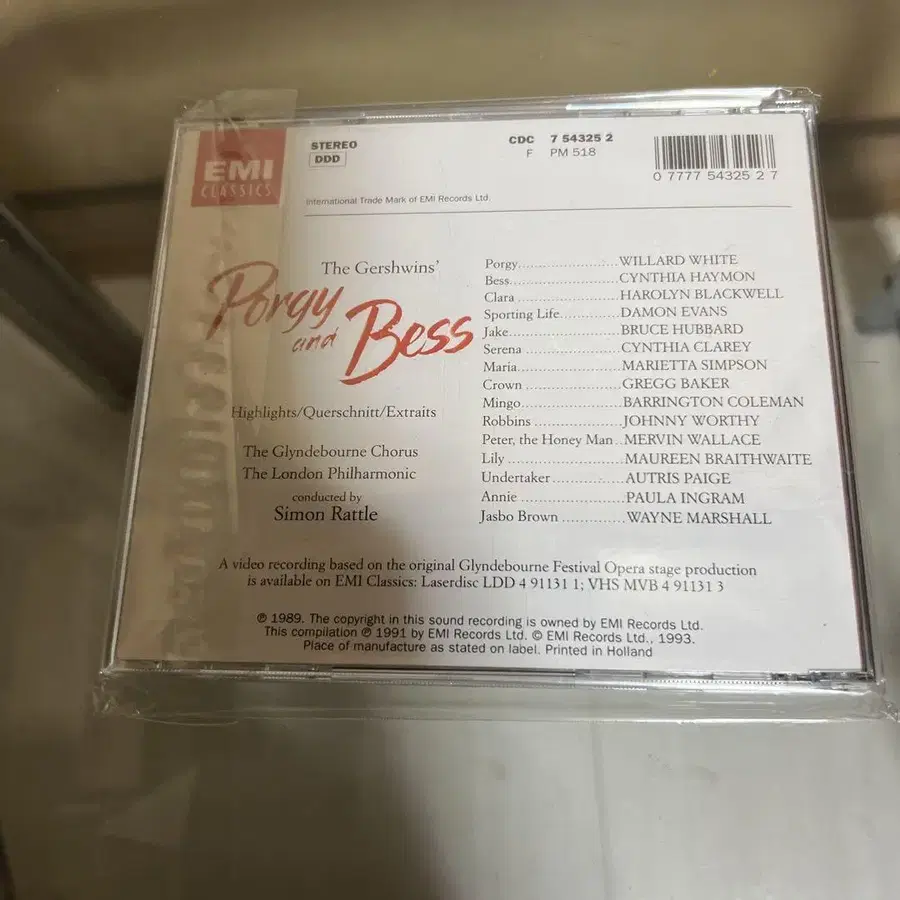 EMI
CLASSICS
STEREO
DDD
CDC 7 54325 2
F PM 518
0 7777 54325 2 7
International Trade Mark of EMI Records Ltd.
The Gershwins'
Porgy
and Bess
Highlights/Querschnitt/Extraits
The Glyndebourne Chorus
The London Philharmonic
conducted by
Simon Rattle
Porgy.......................WILLARD WHITE
Bess.........................CYNTHIA HAYMON
Clara ........................HAROLYN BLACKWELL
Sporting Life.............DAMON EVANS
Jake..........................BRUCE HUBBARD
Serena ......................CYNTHIA CLAREY
Maria........................MARIETTA SIMPSON
Crown ......................GREGG BAKER
Mingo.......................BARRINGTON COLEMAN
Robbins ....................JOHNNY WORTHY
Peter, the Honey Man..MERVIN WALLACE
Lily ...........................MAUREEN BRAITHWAITE
Undertaker................AUTRIS PAIGE
Annie .......................PAULA INGRAM
Jasbo Brown ..............WAYNE MARSHALL
A video recording based on the original Glyndebourne Festival Opera stage production
is available on EMI Classics: Laserdisc LDD 4 91131 1; VHS MVB 4 91131 3
℗ 1989. The copyright in this sound recording is owned by EMI Records Ltd.
This compilation ℗ 1991 by EMI Records Ltd. © EMI Records Ltd., 1993.
Place of manufacture as stated on label. Printed in Holland